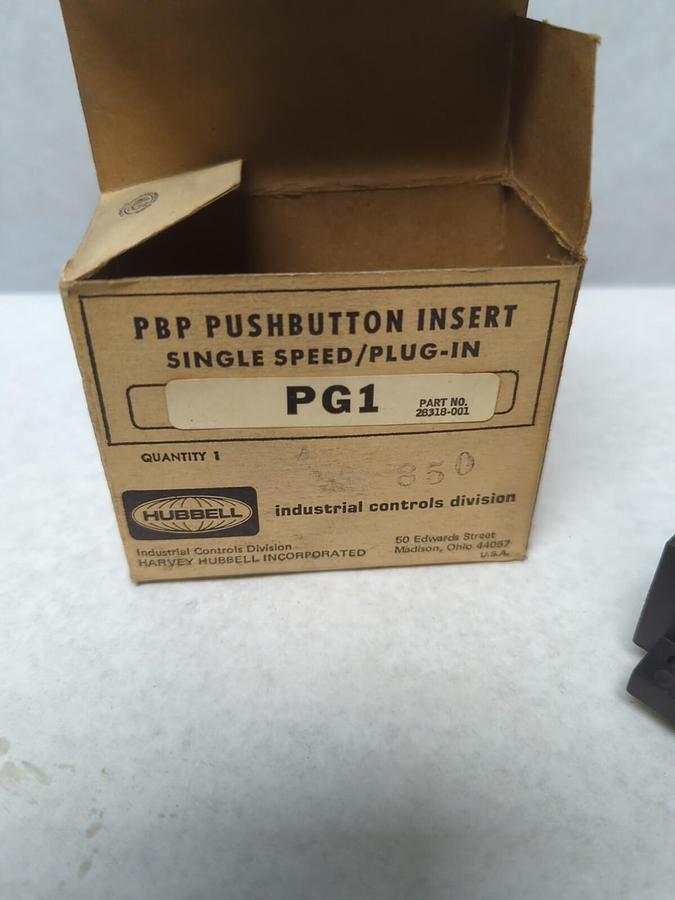 PBP PUSHBUTTON INSERT
SINGLE SPEED/PLUG-IN
PG1
PART NO.
28318-001
QUANTITY 1
850
HUBBELL
industrial controls division
Industrial Controls Division
HARVEY HUBBELL INCORPORATED
50 Edwards Street
Madison, Ohio 44057
U.S.A.